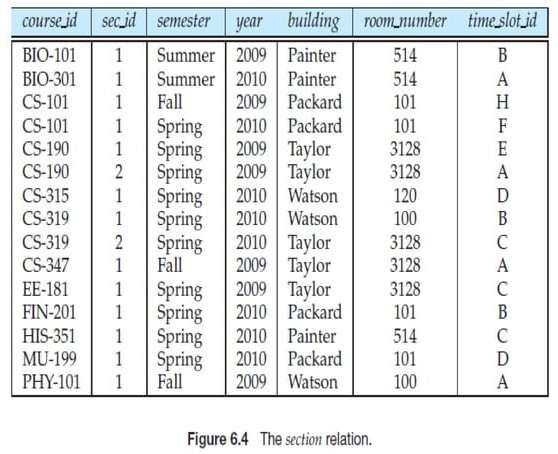 course_id sec_id semester year building room_number time_slot_id
BIO-101 1 Summer 2009 Painter 514 B
BIO-301 1 Summer 2010 Painter 514 A
CS-101 1 Fall 2009 Packard 101 H
CS-101 1 Spring 2010 Packard 101 F
CS-190 1 Spring 2009 Taylor 3128 E
CS-190 2 Spring 2009 Taylor 3128 A
CS-315 1 Spring 2010 Watson 120 D
CS-319 1 Spring 2010 Watson 100 B
CS-319 2 Spring 2010 Taylor 3128 C
CS-347 1 Fall 2009 Taylor 3128 A
EE-181 1 Spring 2009 Taylor 3128 C
FIN-201 1 Spring 2010 Packard 101 B
HIS-351 1 Spring 2010 Painter 514 C
MU-199 1 Spring 2010 Packard 101 D
PHY-101 1 Fall 2009 Watson 100 A
Figure 6.4 The section relation.